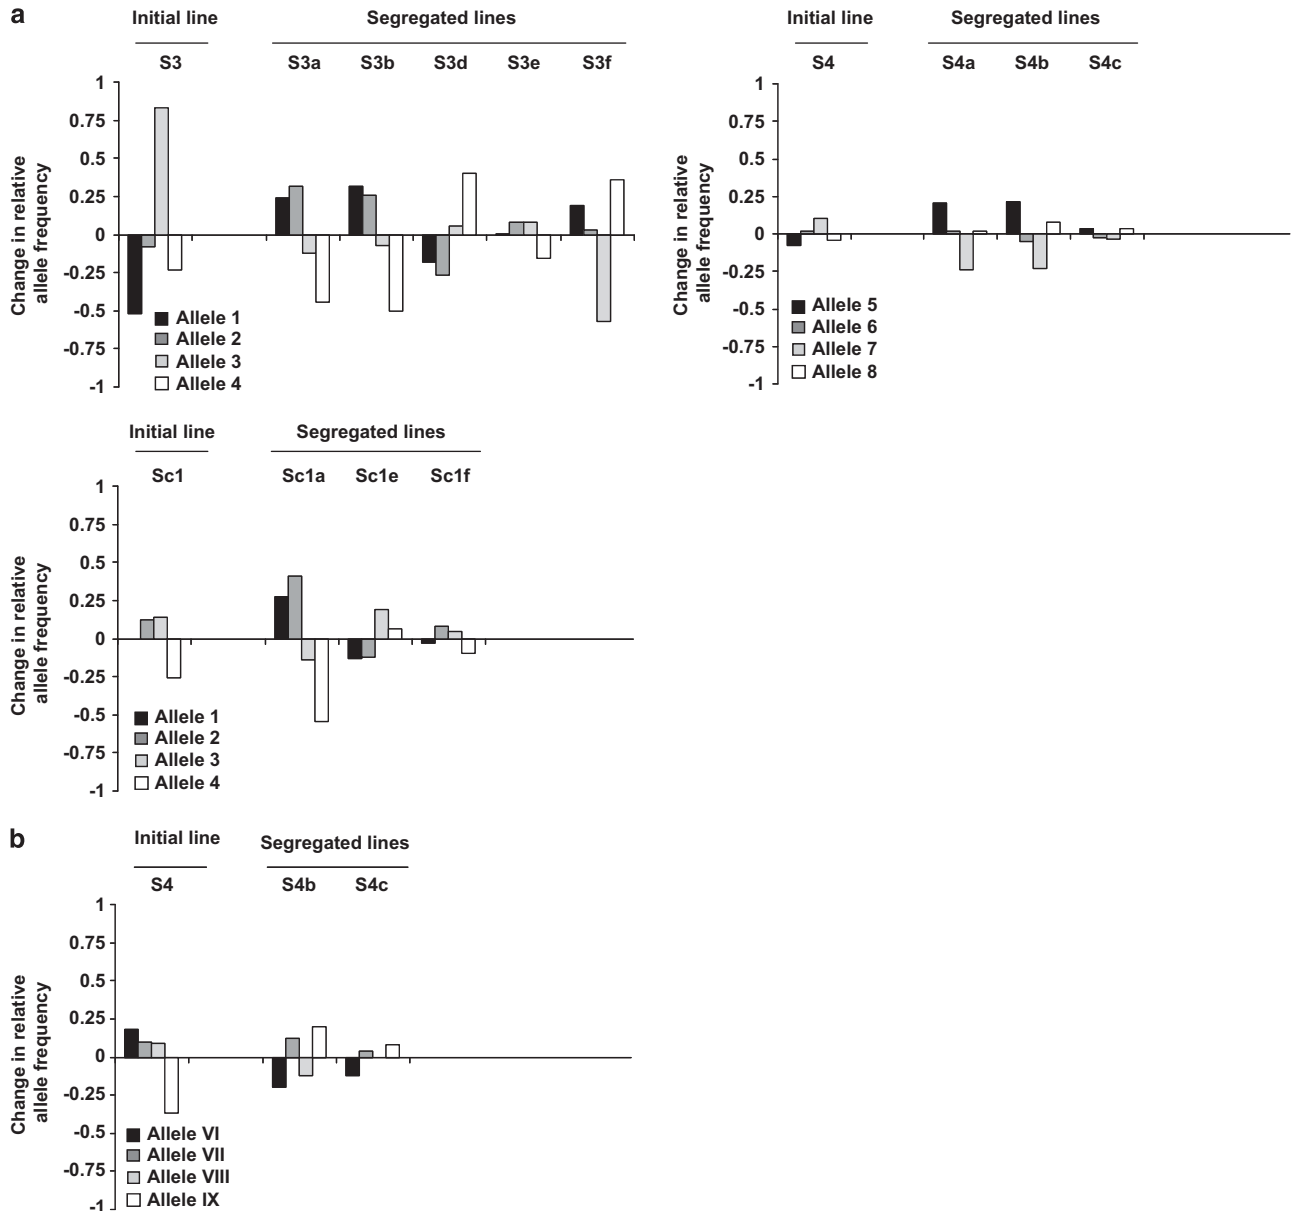 a
Initial line
Segregated lines
S3
S3a
S3b
S3d
S3e
S3f
1
0.75
0.5
0.25
0
-0.25
-0.5
-0.75
-1
Change in relative
allele frequency
Allele 1
Allele 2
Allele 3
Allele 4
Initial line
Segregated lines
S4
S4a
S4b
S4c
1
0.75
0.5
0.25
0
-0.25
-0.5
-0.75
-1
Change in relative
allele frequency
Allele 5
Allele 6
Allele 7
Allele 8
Initial line
Segregated lines
Sc1
Sc1a
Sc1e
Sc1f
1
0.75
0.5
0.25
0
-0.25
-0.5
-0.75
-1
Change in relative
allele frequency
Allele 1
Allele 2
Allele 3
Allele 4
b
Initial line
Segregated lines
S4
S4b
S4c
1
0.75
0.5
0.25
0
-0.25
-0.5
-0.75
-1
Change in relative
allele frequency
Allele VI
Allele VII
Allele VIII
Allele IX